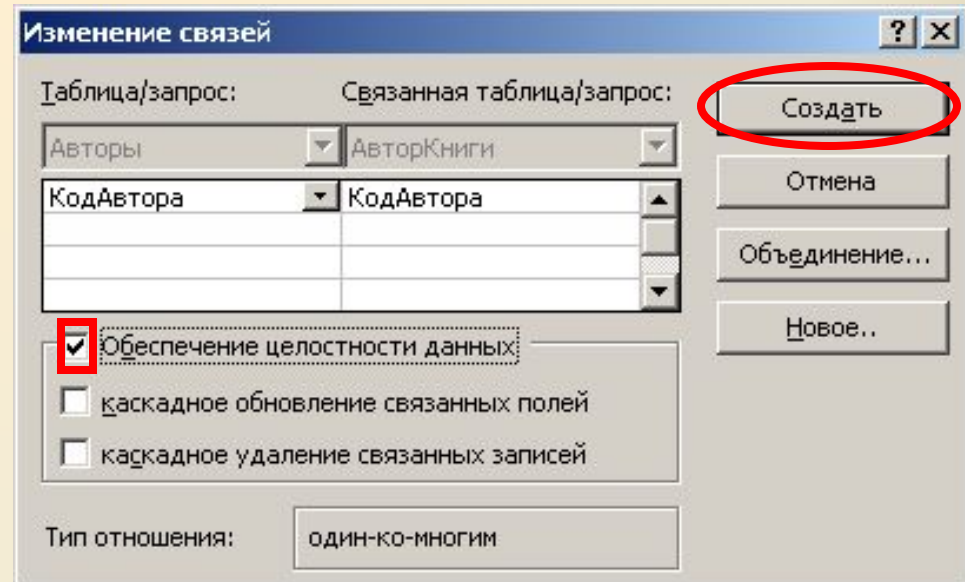 Изменение связей
Таблица/запрос: Связанная таблица/запрос:
Авторы АвторКниги
КодАвтора КодАвтора
Обеспечение целостности данных
каскадное обновление связанных полей
каскадное удаление связанных записей
Тип отношения: один-ко-многим
Создать
Отмена
Объединение...
Новое..